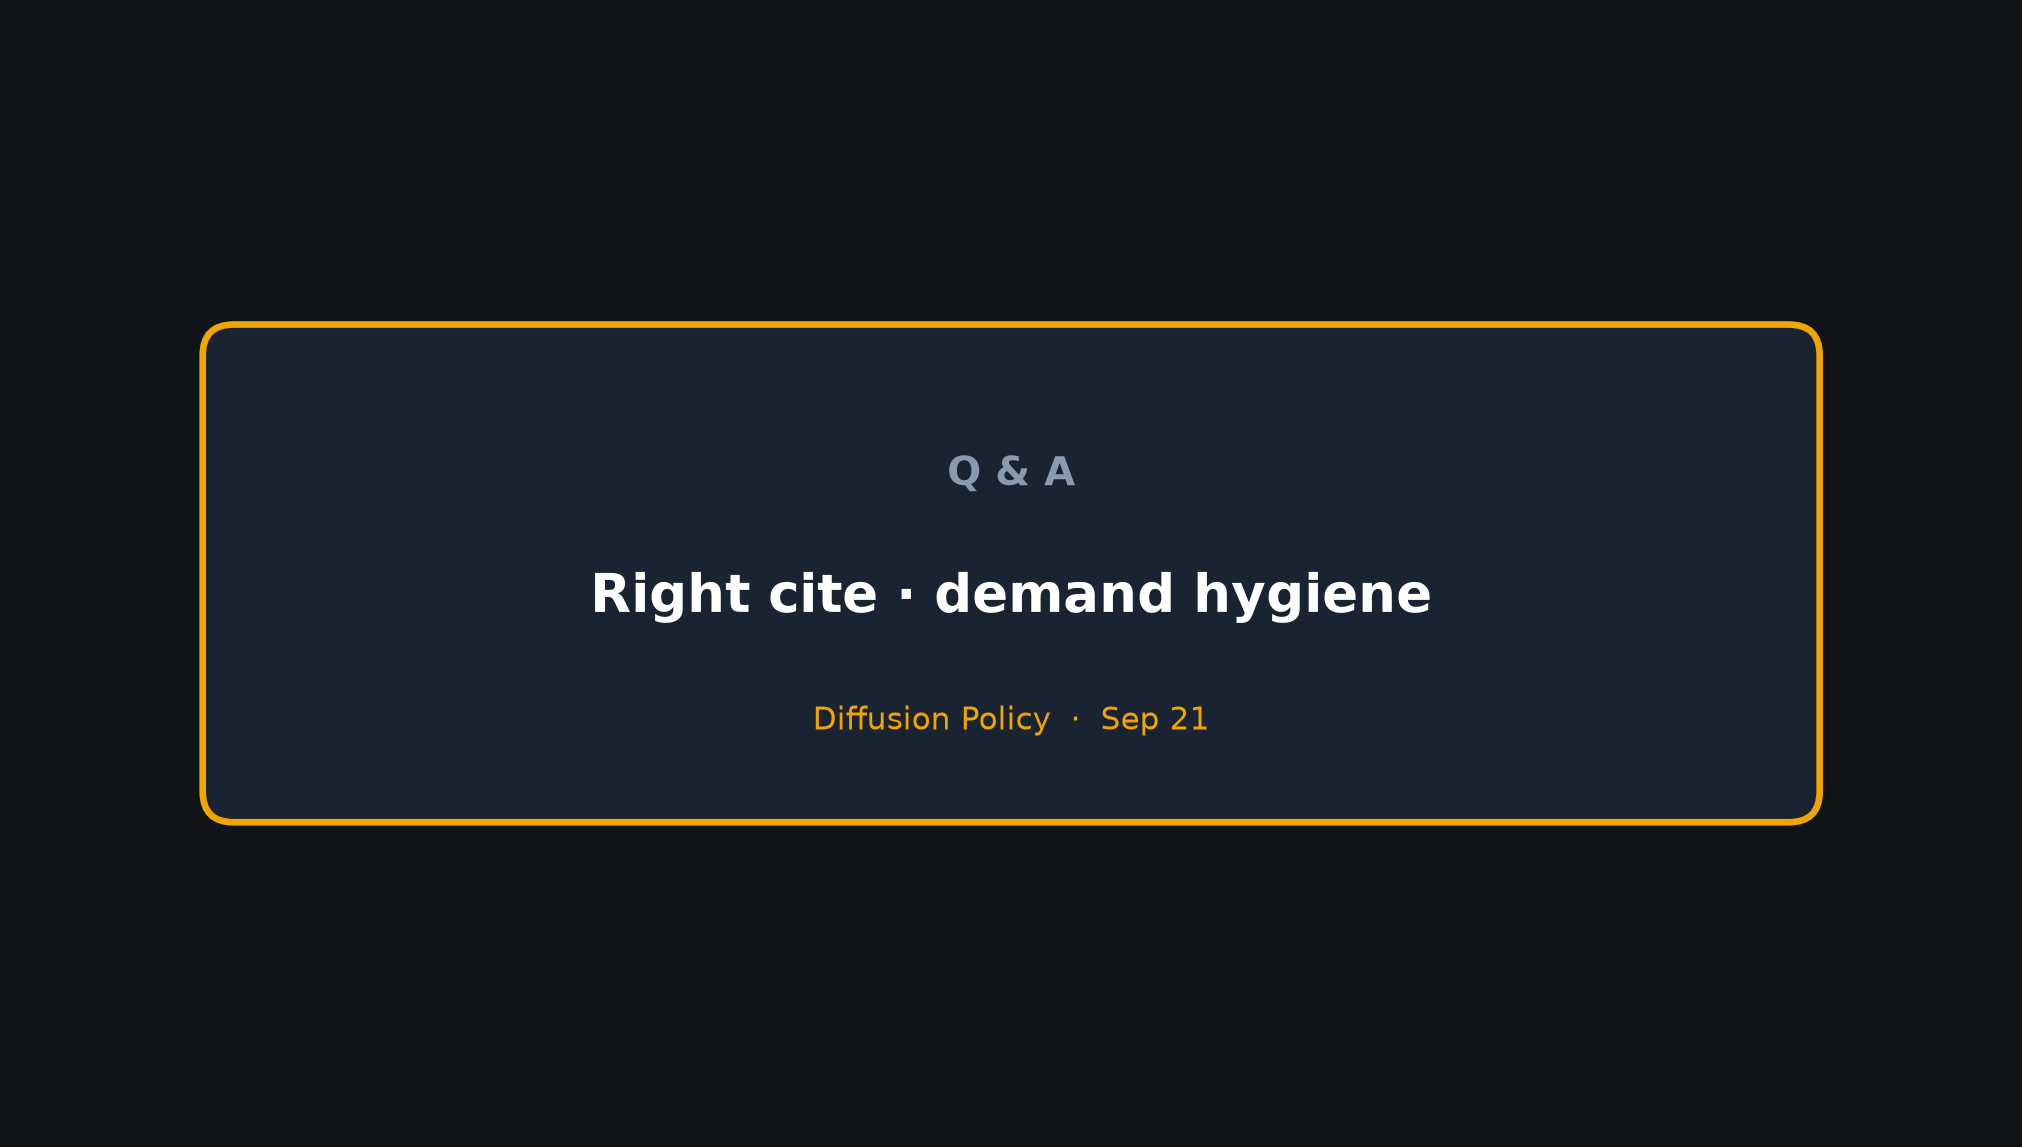 Q & A
Right cite · demand hygiene
Diffusion Policy · Sep 21